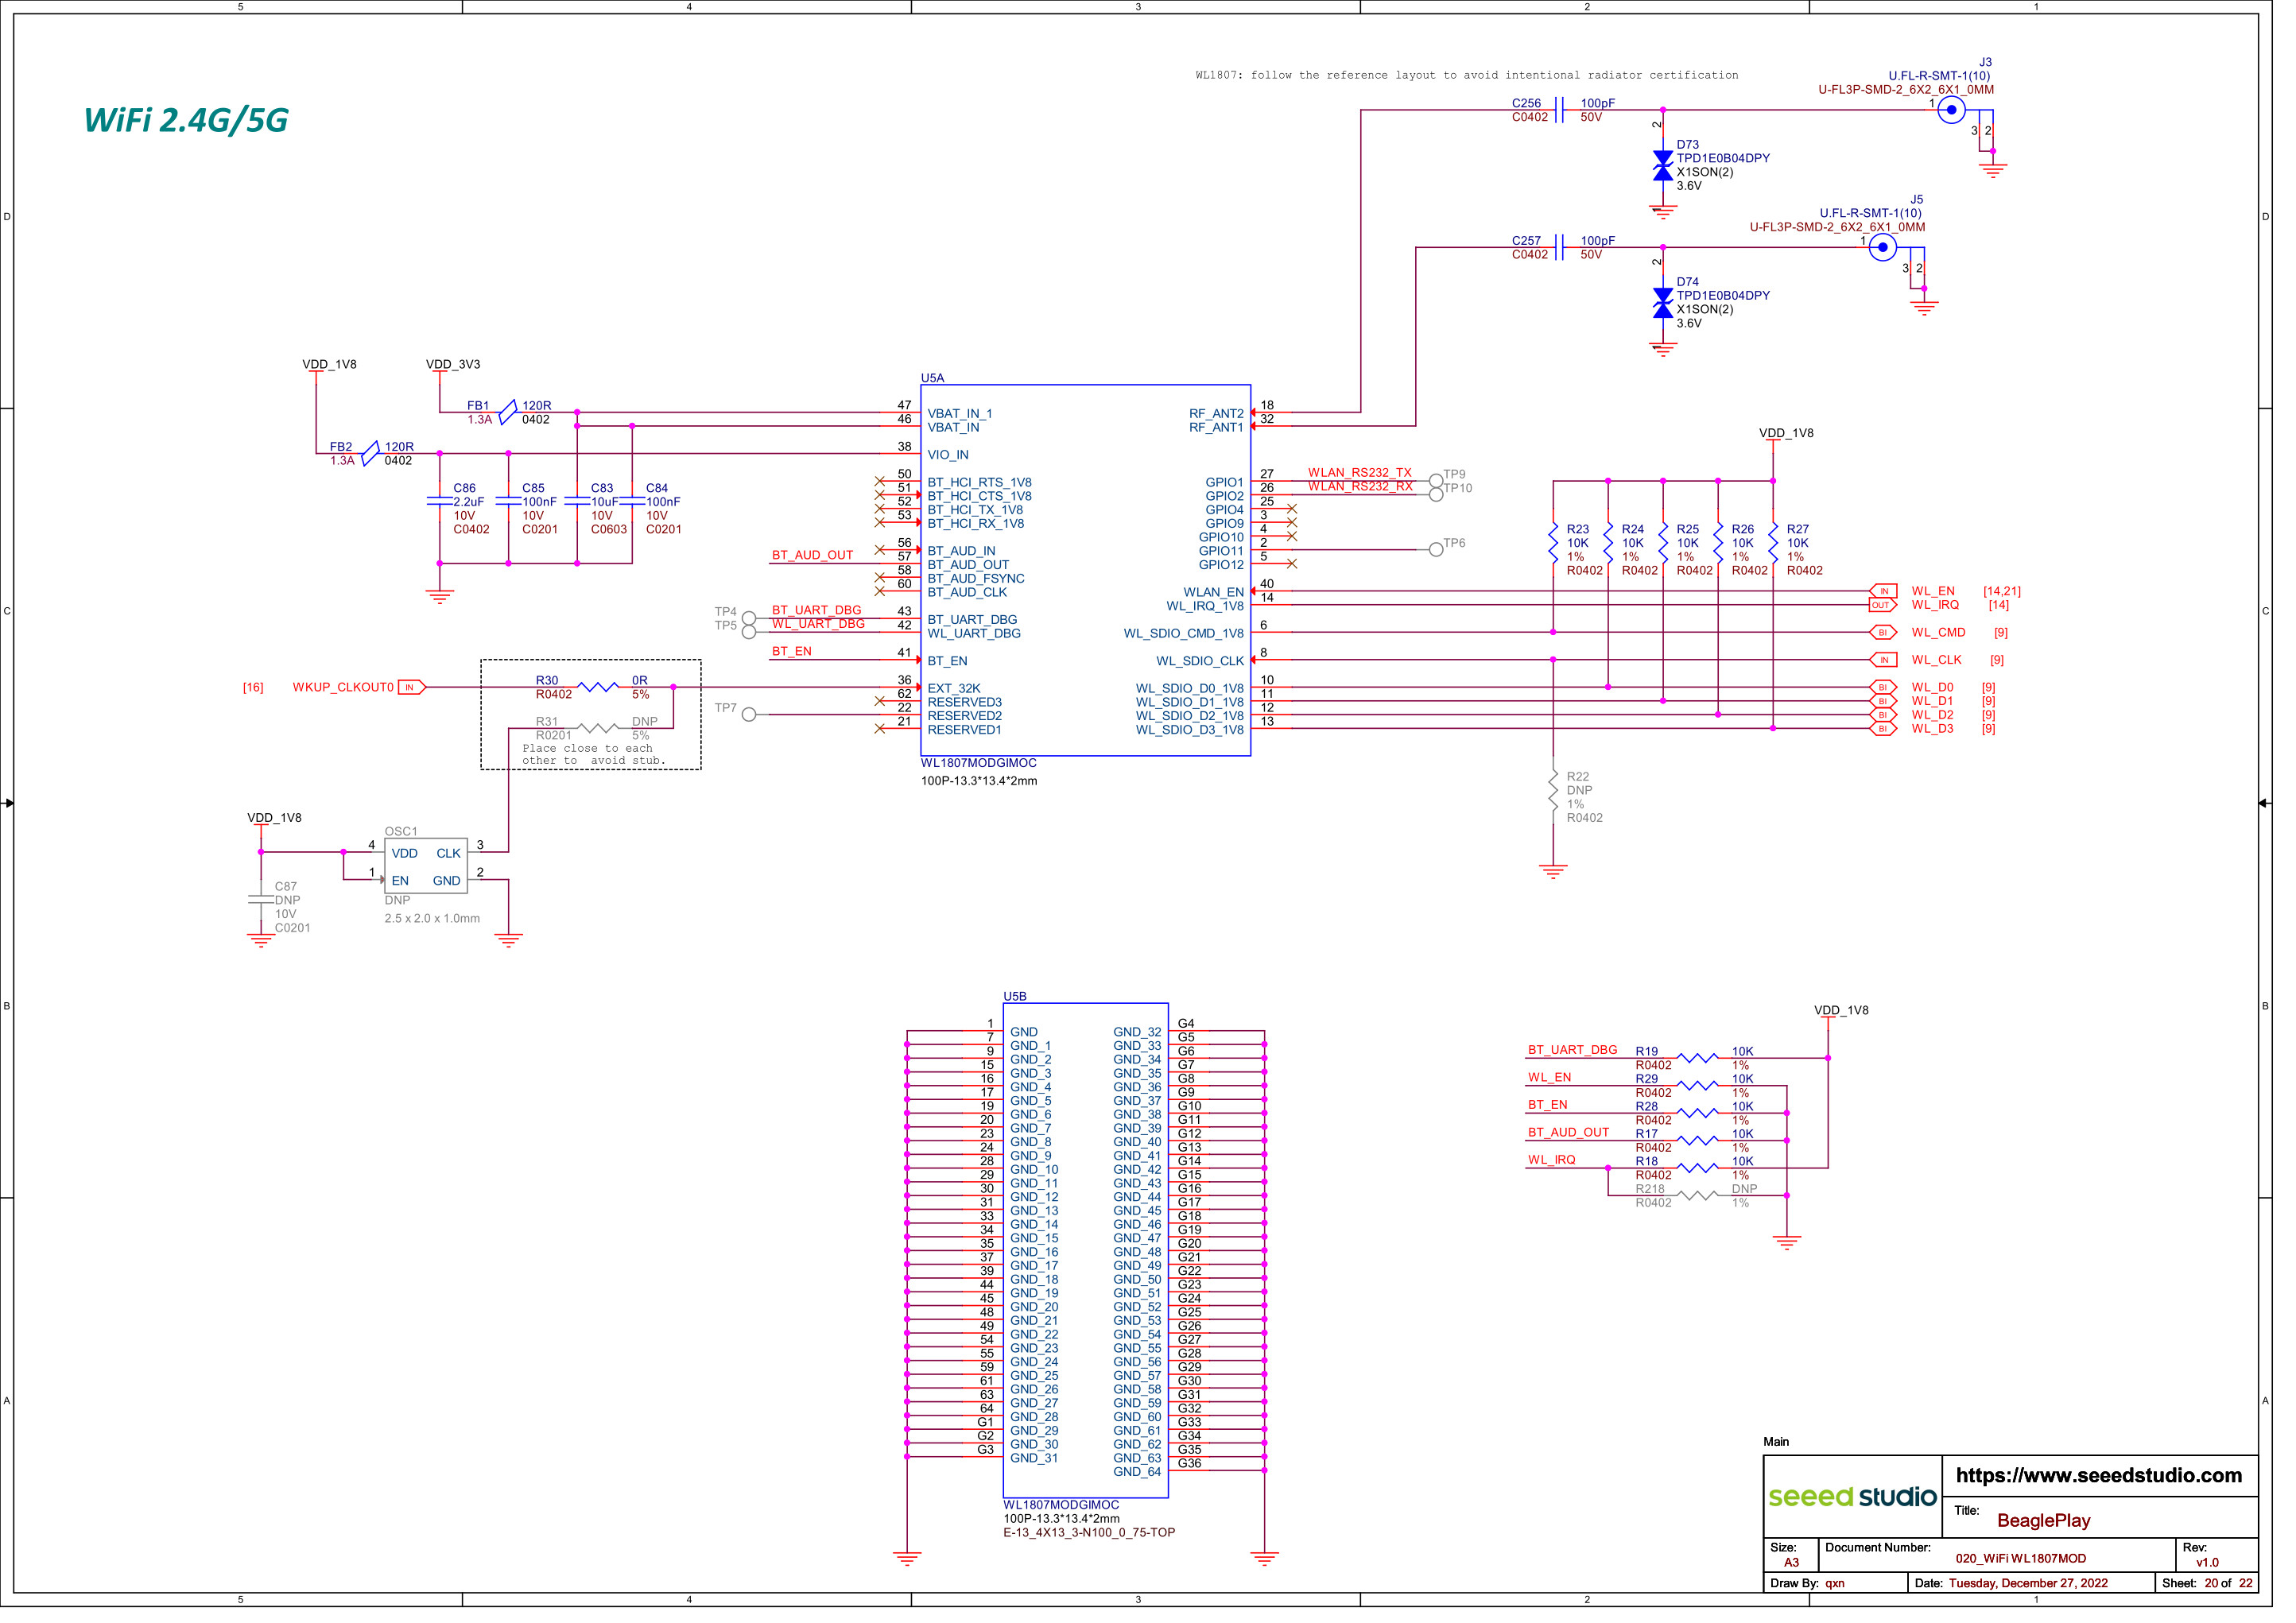 5 4 3 2 1
WiFi 2.4G/5G
WL1807: follow the reference layout to avoid intentional radiator certification
J3
U.FL-R-SMT-1(10)
U-FL3P-SMD-2_6X2_6X1_0MM
C256 100pF
C0402 50V
1
3 2
2
D73
TPD1E0B04DPY
X1SON(2)
3.6V
J5
U.FL-R-SMT-1(10)
U-FL3P-SMD-2_6X2_6X1_0MM
D D
C257 100pF
C0402 50V
1
3 2
2
D74
TPD1E0B04DPY
X1SON(2)
3.6V
VDD_1V8 VDD_3V3
FB1 120R
1.3A 0402
FB2 120R
1.3A 0402
C86
2.2uF
10V
C0402
C85
100nF
10V
C0201
C83
10uF
10V
C0603
C84
100nF
10V
C0201
U5A
47 VBAT_IN_1
46 VBAT_IN
38 VIO_IN
50 BT_HCI_RTS_1V8
51 BT_HCI_CTS_1V8
52 BT_HCI_TX_1V8
53 BT_HCI_RX_1V8
56 BT_AUD_IN
BT_AUD_OUT 57 BT_AUD_OUT
58 BT_AUD_FSYNC
60 BT_AUD_CLK
TP4 BT_UART_DBG 43 BT_UART_DBG
TP5 WL_UART_DBG 42 WL_UART_DBG
BT_EN 41 BT_EN
36 EXT_32K
62 RESERVED3
TP7 22 RESERVED2
21 RESERVED1
RF_ANT2 18
RF_ANT1 32
GPIO1 27 WLAN_RS232_TX TP9
GPIO2 26 WLAN_RS232_RX TP10
GPIO4 25
GPIO9 3
GPIO10 4
GPIO11 2 TP6
GPIO12 5
WLAN_EN 40
WL_IRQ_1V8 14
WL_SDIO_CMD_1V8 6
WL_SDIO_CLK 8
WL_SDIO_D0_1V8 10
WL_SDIO_D1_1V8 11
WL_SDIO_D2_1V8 12
WL_SDIO_D3_1V8 13
WL1807MODGIMOC
100P-13.3*13.4*2mm
VDD_1V8
R23
10K
1%
R0402
R24
10K
1%
R0402
R25
10K
1%
R0402
R26
10K
1%
R0402
R27
10K
1%
R0402
C C
IN WL_EN [14,21]
OUT WL_IRQ [14]
BI WL_CMD [9]
IN WL_CLK [9]
BI WL_D0 [9]
BI WL_D1 [9]
BI WL_D2 [9]
BI WL_D3 [9]
R22
DNP
1%
R0402
[16] WKUP_CLKOUT0 IN
R30 0R
R0402 5%
R31 DNP
R0201 5%
Place close to each
other to avoid stub.
VDD_1V8
OSC1
4 VDD CLK 3
1 EN GND 2
DNP
2.5 x 2.0 x 1.0mm
C87
DNP
10V
C0201
U5B
1 GND GND_32 G4
7 GND_1 GND_33 G5
9 GND_2 GND_34 G6
15 GND_3 GND_35 G7
16 GND_4 GND_36 G8
17 GND_5 GND_37 G9
19 GND_6 GND_38 G10
20 GND_7 GND_39 G11
23 GND_8 GND_40 G12
24 GND_9 GND_41 G13
28 GND_10 GND_42 G14
29 GND_11 GND_43 G15
30 GND_12 GND_44 G16
31 GND_13 GND_45 G17
33 GND_14 GND_46 G18
34 GND_15 GND_47 G19
35 GND_16 GND_48 G20
37 GND_17 GND_49 G21
39 GND_18 GND_50 G22
44 GND_19 GND_51 G23
45 GND_20 GND_52 G24
48 GND_21 GND_53 G25
49 GND_22 GND_54 G26
54 GND_23 GND_55 G27
55 GND_24 GND_56 G28
59 GND_25 GND_57 G29
61 GND_26 GND_58 G30
63 GND_27 GND_59 G31
64 GND_28 GND_60 G32
G1 GND_29 GND_61 G33
G2 GND_30 GND_62 G34
G3 GND_31 GND_63 G35
GND_64 G36
WL1807MODGIMOC
100P-13.3*13.4*2mm
E-13_4X13_3-N100_0_75-TOP
B B
VDD_1V8
BT_UART_DBG R19 10K
R0402 1%
WL_EN R29 10K
R0402 1%
BT_EN R28 10K
R0402 1%
BT_AUD_OUT R17 10K
R0402 1%
WL_IRQ R18 10K
R0402 1%
R218 DNP
R0402 1%
A A
Main
seeed studio
https://www.seeedstudio.com
Title: BeaglePlay
Size: A3
Document Number: 020_WiFi WL1807MOD
Rev: v1.0
Draw By: qxn
Date: Tuesday, December 27, 2022
Sheet: 20 of 22
5 4 3 2 1